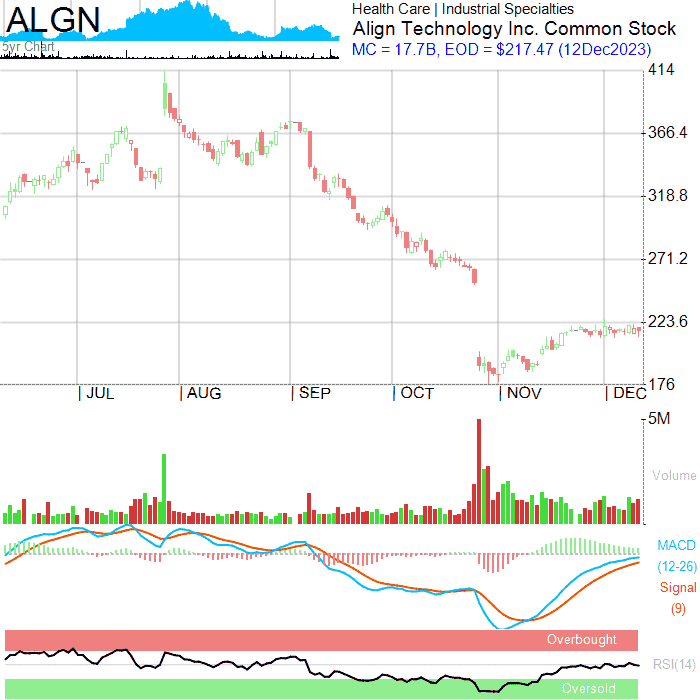 ALGN
5yr Chart
Health Care | Industrial Specialties
Align Technology Inc. Common Stock
MC = 17.7B, EOD = $217.47 (12Dec2023)
414
366.4
318.8
271.2
223.6
176
JUL AUG SEP OCT NOV DEC
5M
Volume
MACD
(12-26)
Signal
(9)
Overbought
RSI(14)
Oversold